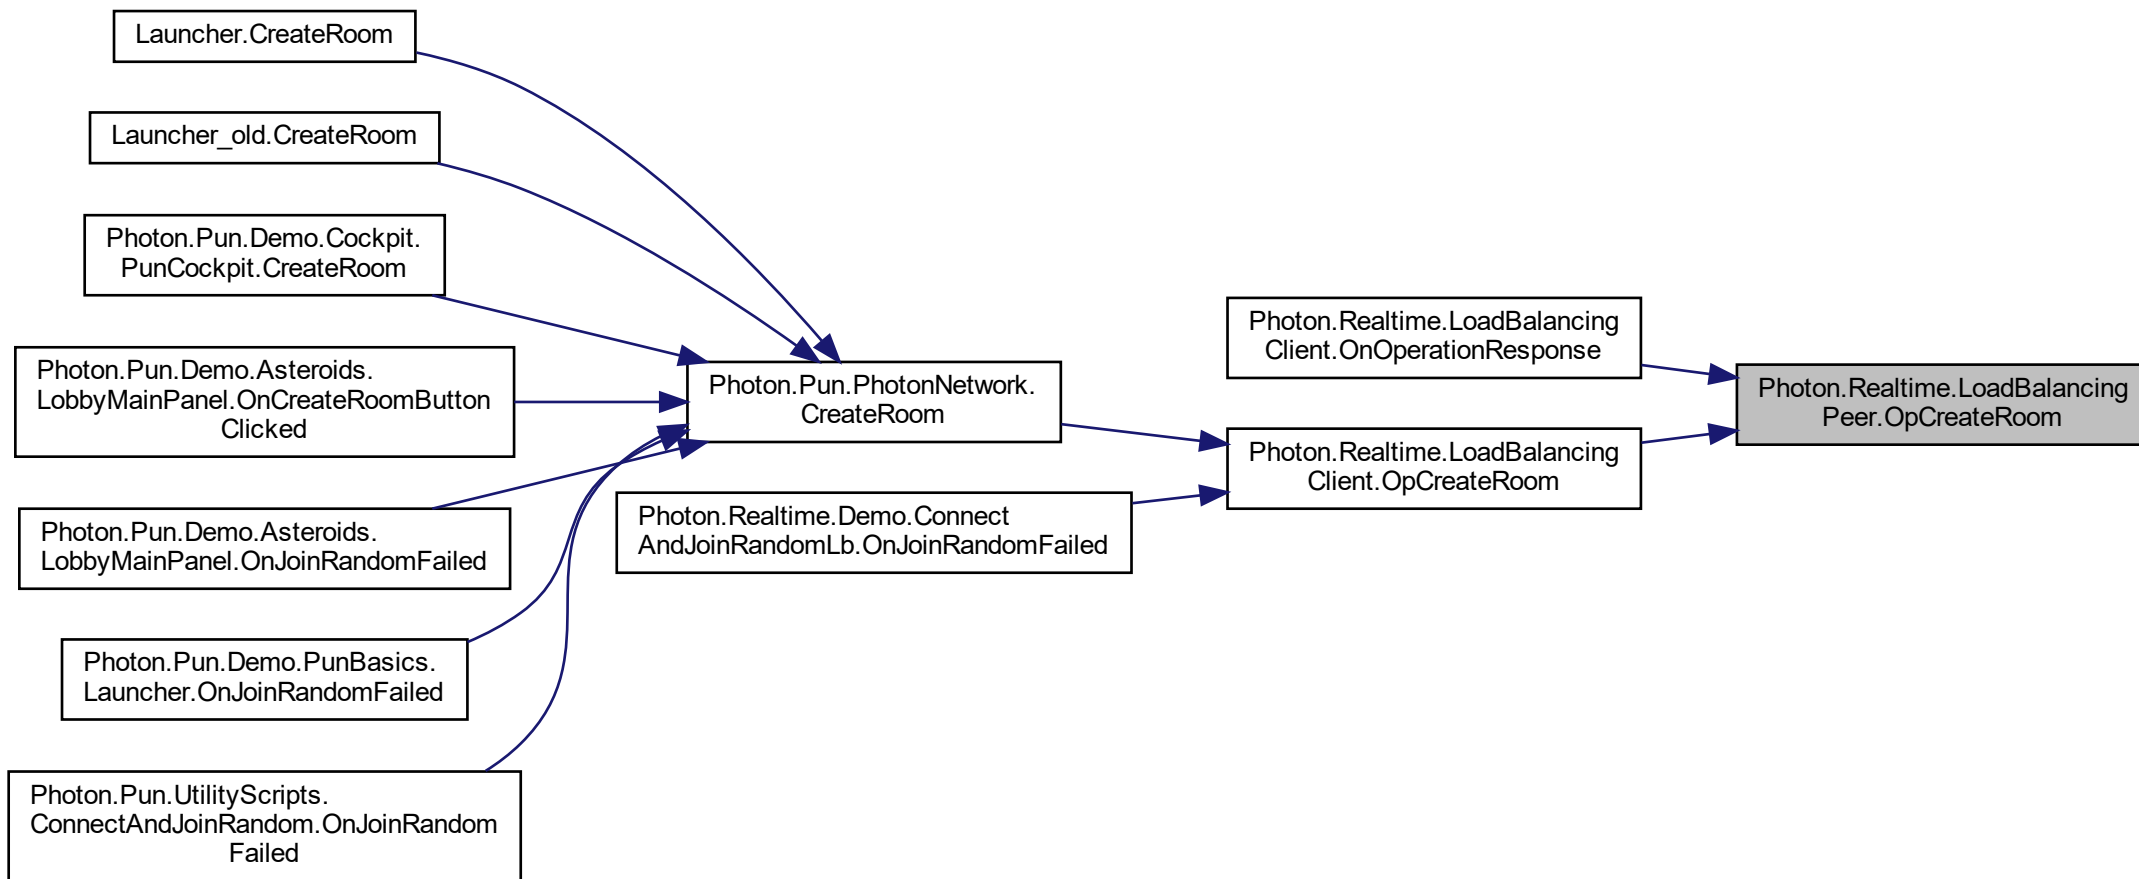 Launcher.CreateRoom
Launcher_old.CreateRoom
Photon.Pun.Demo.Cockpit.
PunCockpit.CreateRoom
Photon.Pun.Demo.Asteroids.
LobbyMainPanel.OnCreateRoomButton
Clicked
Photon.Pun.Demo.Asteroids.
LobbyMainPanel.OnJoinRandomFailed
Photon.Pun.Demo.PunBasics.
Launcher.OnJoinRandomFailed
Photon.Pun.UtilityScripts.
ConnectAndJoinRandom.OnJoinRandom
Failed
Photon.Pun.PhotonNetwork.
CreateRoom
Photon.Realtime.Demo.Connect
AndJoinRandomLb.OnJoinRandomFailed
Photon.Realtime.LoadBalancing
Client.OnOperationResponse
Photon.Realtime.LoadBalancing
Client.OpCreateRoom
Photon.Realtime.LoadBalancing
Peer.OpCreateRoom